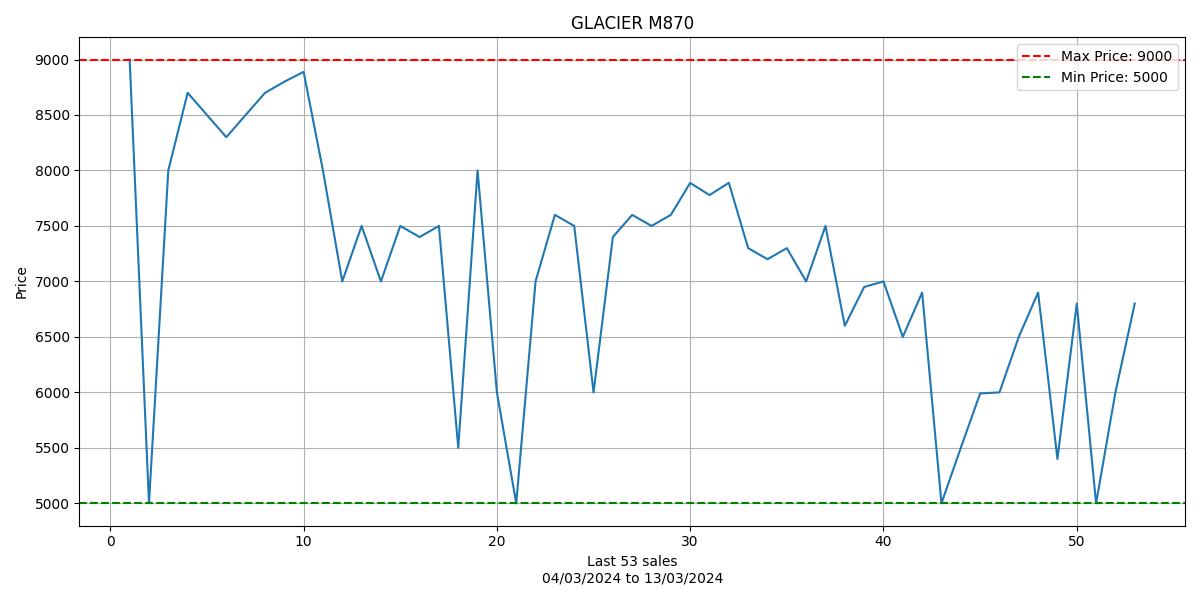 GLACIER M870
Max Price: 9000
Min Price: 5000
9000
8500
8000
7500
7000
6500
6000
5500
5000
Price
0 10 20 30 40 50
Last 53 sales
04/03/2024 to 13/03/2024